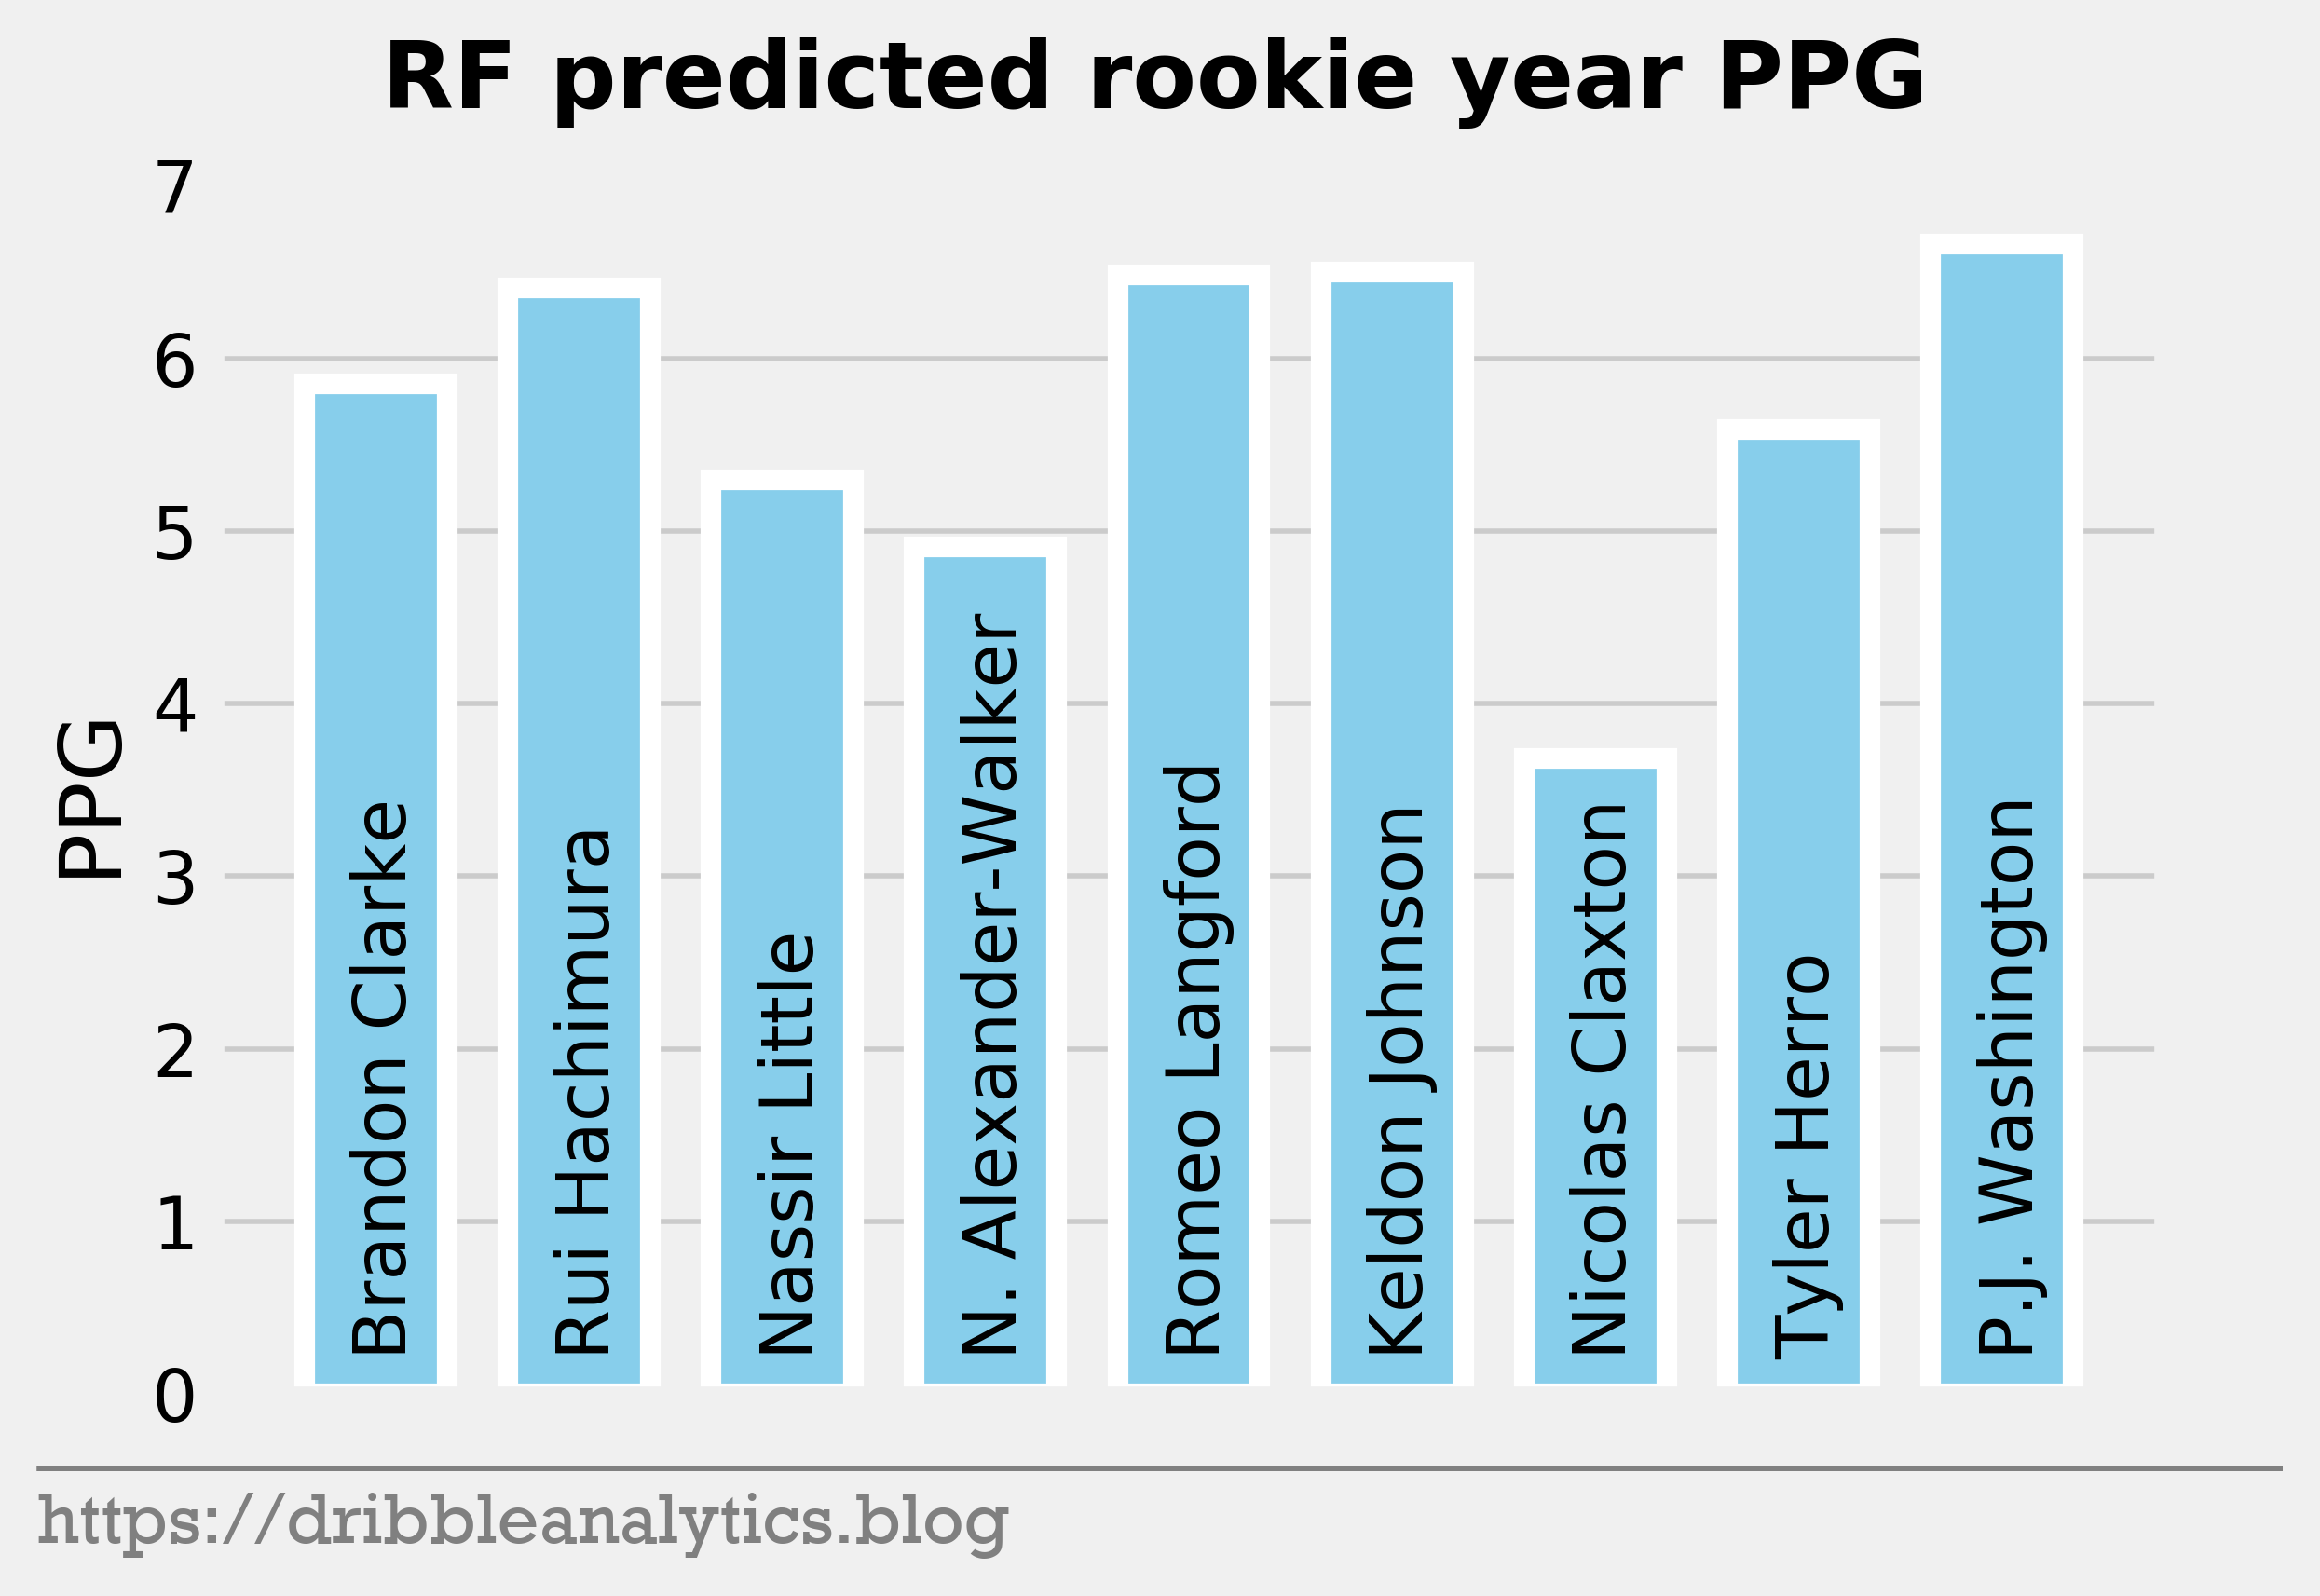 RF predicted rookie year PPG
7
6
5
4
3
2
1
0
PPG
Brandon Clarke
Rui Hachimura
Nassir Little
N. Alexander-Walker
Romeo Langford
Keldon Johnson
Nicolas Claxton
Tyler Herro
P.J. Washington
https://dribbleanalytics.blog